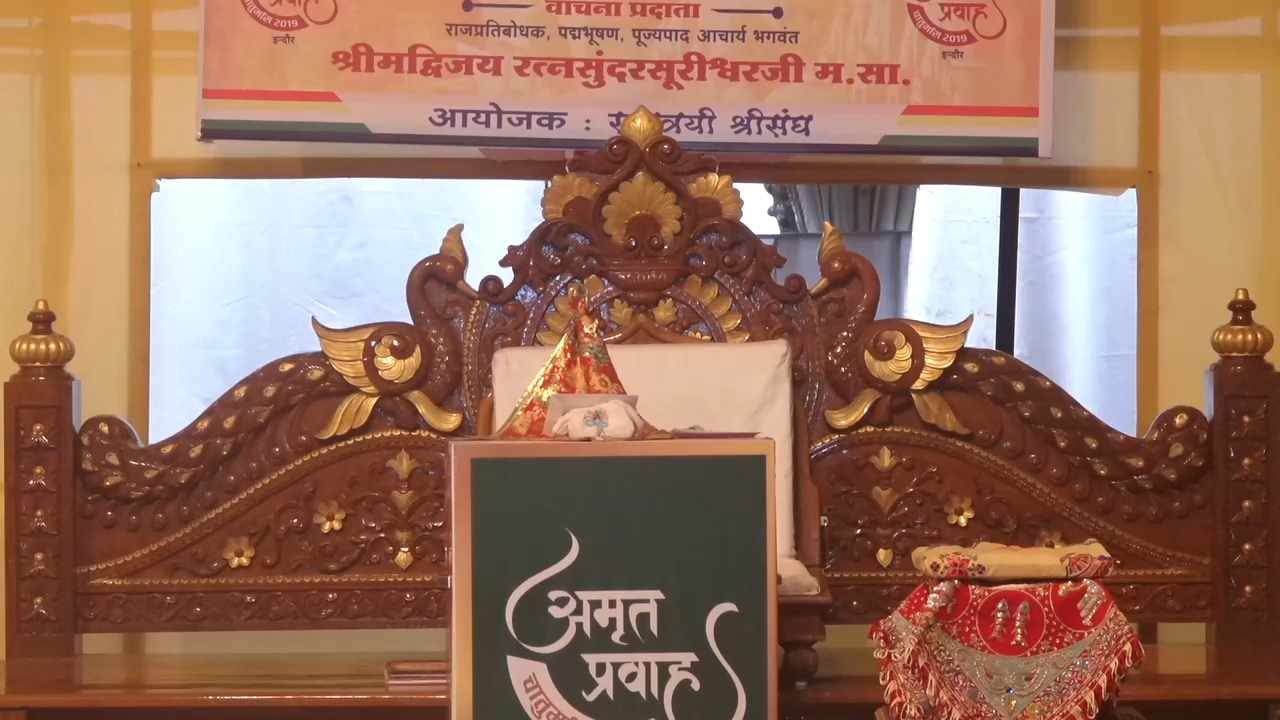 प्रवाह
चातुर्मास 2019
इन्दौर
वाचना प्रदाता
प्रवाह
चातुर्मास 2019
इन्दौर
राजप्रतिबोधक, पद्मभूषण, पूज्यपाद आचार्य भगवंत
श्रीमद्विजय रत्नसुंदरसूरीश्वरजी म.सा.
आयोजक : श्रीसंघ
अमृत
प्रवाह